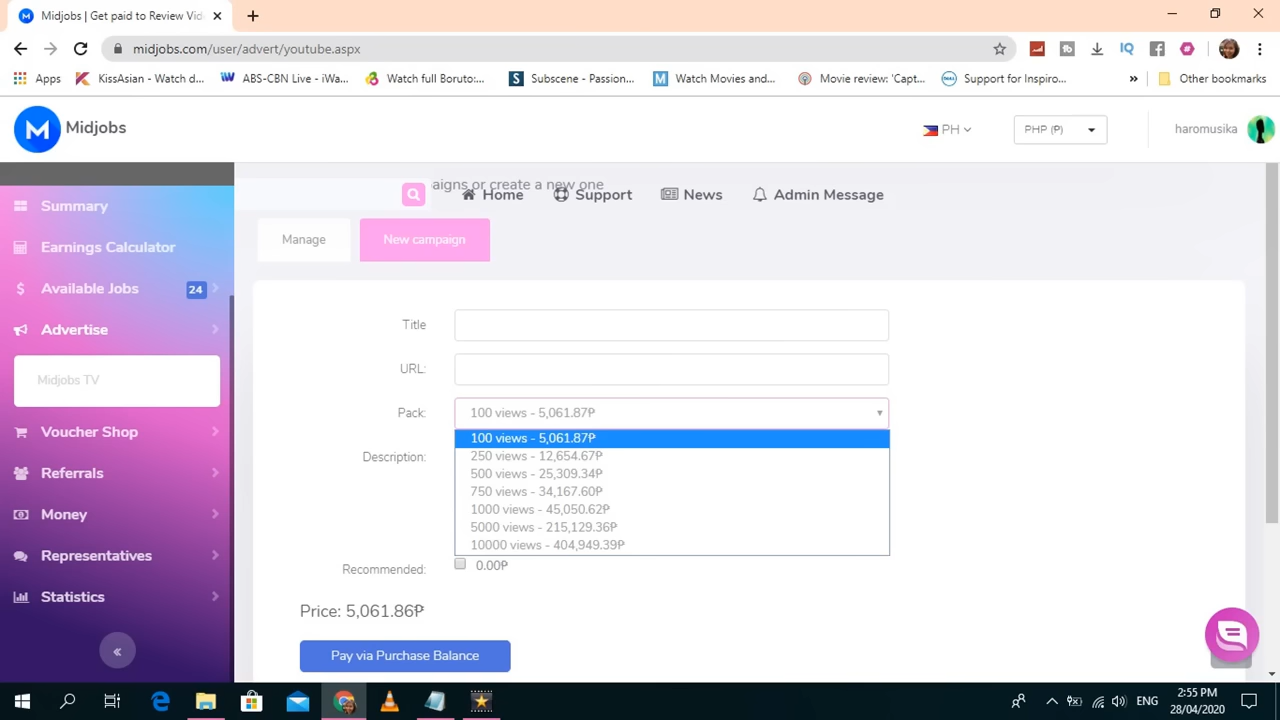 Midjobs | Get paid to Review Vid
midjobs.com/user/advert/youtube.aspx
Apps KissAsian - Watch d... ABS-CBN Live - iWa... Watch full Boruto:... Subscene - Passion... Watch Movies and... Movie review: 'Capt... Support for Inspiro... » Other bookmarks
M Midjobs
PH PHP (₱) haromusika
aigns or create a new one
Home Support News Admin Message
Summary
Earnings Calculator
Available Jobs 24
Advertise
Midjobs TV
Voucher Shop
Referrals
Money
Representatives
Statistics
«
Manage New campaign
Title
URL:
Pack: 100 views - 5,061.87₱
100 views - 5,061.87₱
250 views - 12,654.67₱
500 views - 25,309.34₱
750 views - 34,167.60₱
1000 views - 45,050.62₱
5000 views - 215,129.36₱
10000 views - 404,949.39₱
Description:
Recommended: 0.00₱
Price: 5,061.86₱
Pay via Purchase Balance
ENG
2:55 PM
28/04/2020